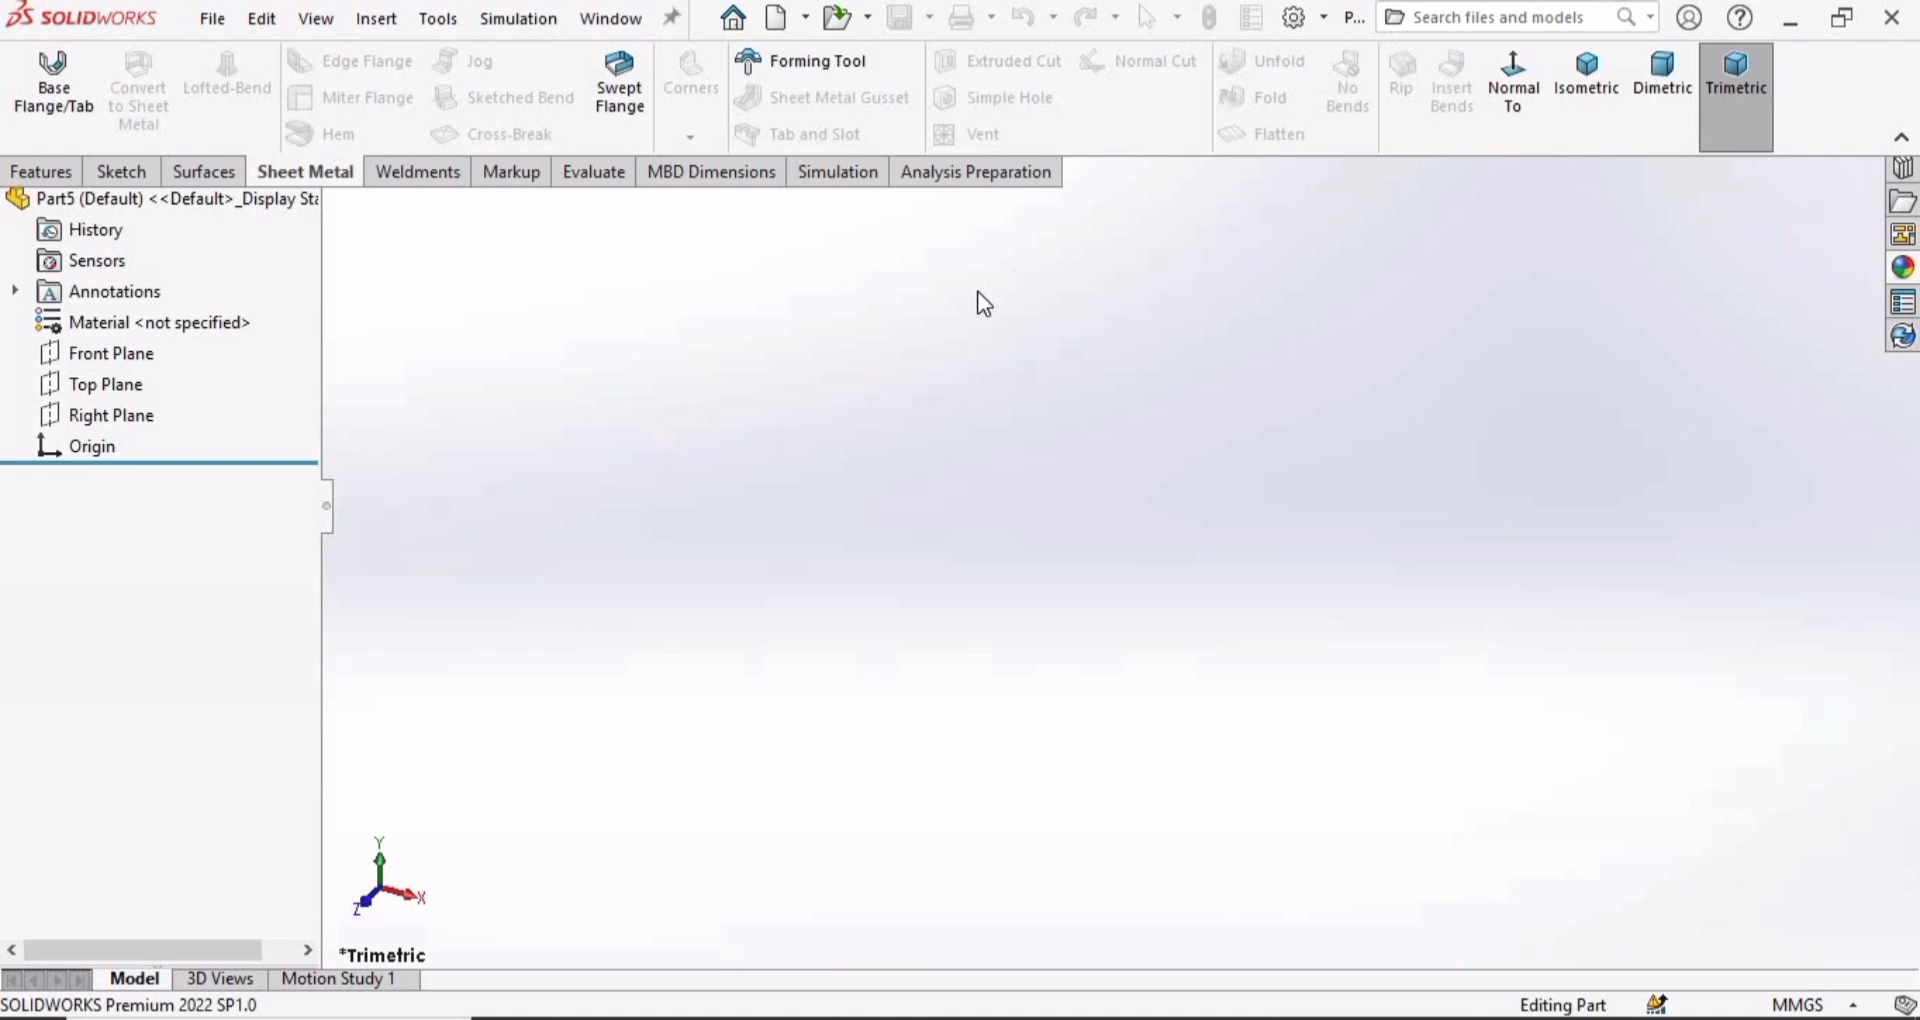 SOLIDWORKS File Edit View Insert Tools Simulation Window P... Search files and models
Base Flange/Tab
Convert to Sheet Metal
Lofted-Bend
Edge Flange
Miter Flange
Hem
Jog
Sketched Bend
Cross-Break
Swept Flange
Corners
Forming Tool
Sheet Metal Gusset
Tab and Slot
Extruded Cut
Simple Hole
Vent
Normal Cut
Unfold
Fold
Flatten
No Bends
Rip
Insert Bends
Normal To
Isometric
Dimetric
Trimetric
Features Sketch Surfaces Sheet Metal Weldments Markup Evaluate MBD Dimensions Simulation Analysis Preparation
Part5 (Default) <<Default>_Display Sta
History
Sensors
A Annotations
Material <not specified>
Front Plane
Top Plane
Right Plane
Origin
Y
X
Z
*Trimetric
Model 3D Views Motion Study 1
SOLIDWORKS Premium 2022 SP1.0 Editing Part MMGS